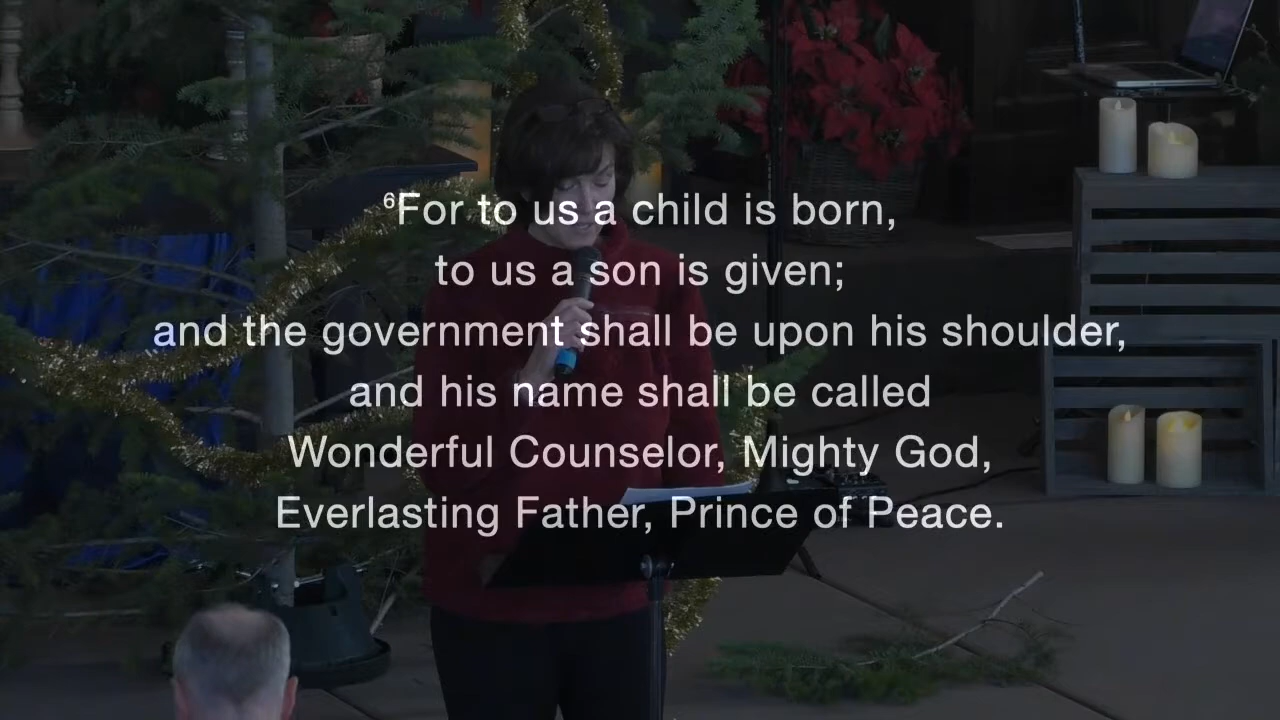 ⁶For to us a child is born,
to us a son is given;
and the government shall be upon his shoulder,
and his name shall be called
Wonderful Counselor, Mighty God,
Everlasting Father, Prince of Peace.